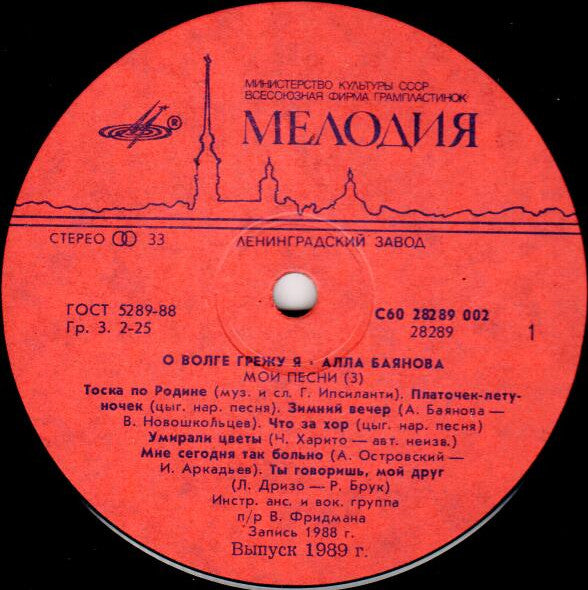 МИНИСТЕРСТВО КУЛЬТУРЫ СССР
ВСЕСОЮЗНАЯ ФИРМА ГРАМПЛАСТИНОК
МЕЛОДИЯ
®
СТЕРЕО 33
ЛЕНИНГРАДСКИЙ ЗАВОД
ГОСТ 5289-88
Гр. 3. 2-25
С60 28289 002
28289
1
О ВОЛГЕ ГРЕЖУ Я · АЛЛА БАЯНОВА
МОИ ПЕСНИ (3)
Тоска по Родине (муз. и сл. Г. Ипсиланти). Платочек-лету-
ночек (цыг. нар. песня). Зимний вечер (А. Баянова —
В. Новошкольцев). Что за хор (цыг. нар. песня)
Умирали цветы (Н. Харито — авт. неизв.)
Мне сегодня так больно (А. Островский —
И. Аркадьев). Ты говоришь, мой друг
(Л. Дризо — Р. Брук)
Инстр. анс. и вок. группа
п/р В. Фридмана
Запись 1988 г.
Выпуск 1989 г.